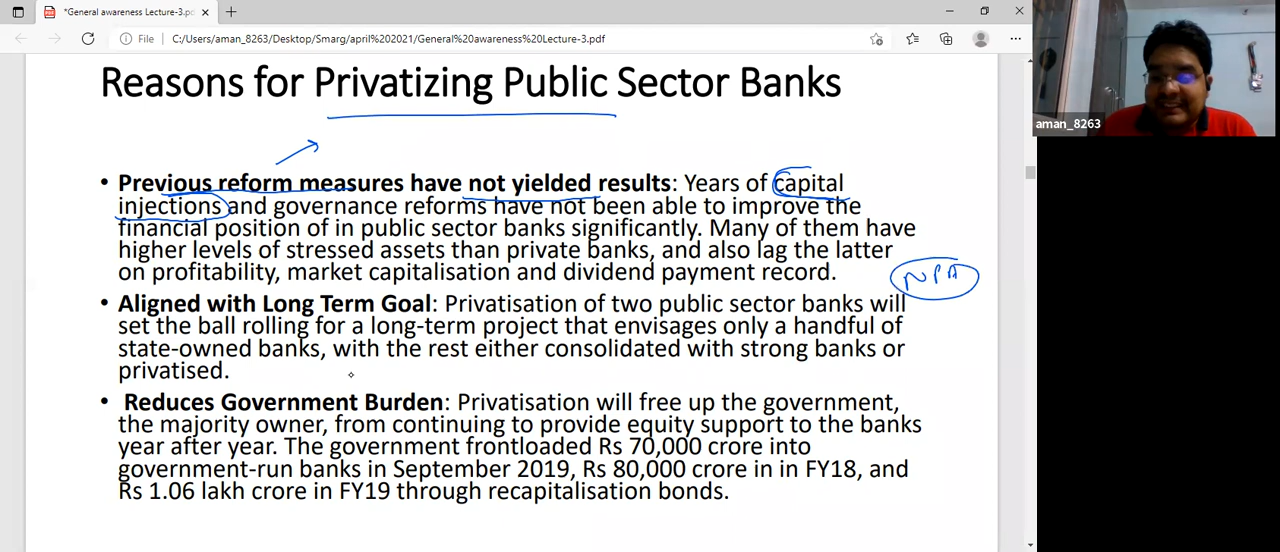 *General awareness Lecture-3.pd
File
C:/Users/aman_8263/Desktop/Smarg/april%202021/General%20awareness%20Lecture-3.pdf
Reasons for Privatizing Public Sector Banks
• Previous reform measures have not yielded results: Years of capital
injections and governance reforms have not been able to improve the
financial position of in public sector banks significantly. Many of them have
higher levels of stressed assets than private banks, and also lag the latter
on profitability, market capitalisation and dividend payment record.
NPA
• Aligned with Long Term Goal: Privatisation of two public sector banks will
set the ball rolling for a long-term project that envisages only a handful of
state-owned banks, with the rest either consolidated with strong banks or
privatised.
• Reduces Government Burden: Privatisation will free up the government,
the majority owner, from continuing to provide equity support to the banks
year after year. The government frontloaded Rs 70,000 crore into
government-run banks in September 2019, Rs 80,000 crore in in FY18, and
Rs 1.06 lakh crore in FY19 through recapitalisation bonds.
aman_8263